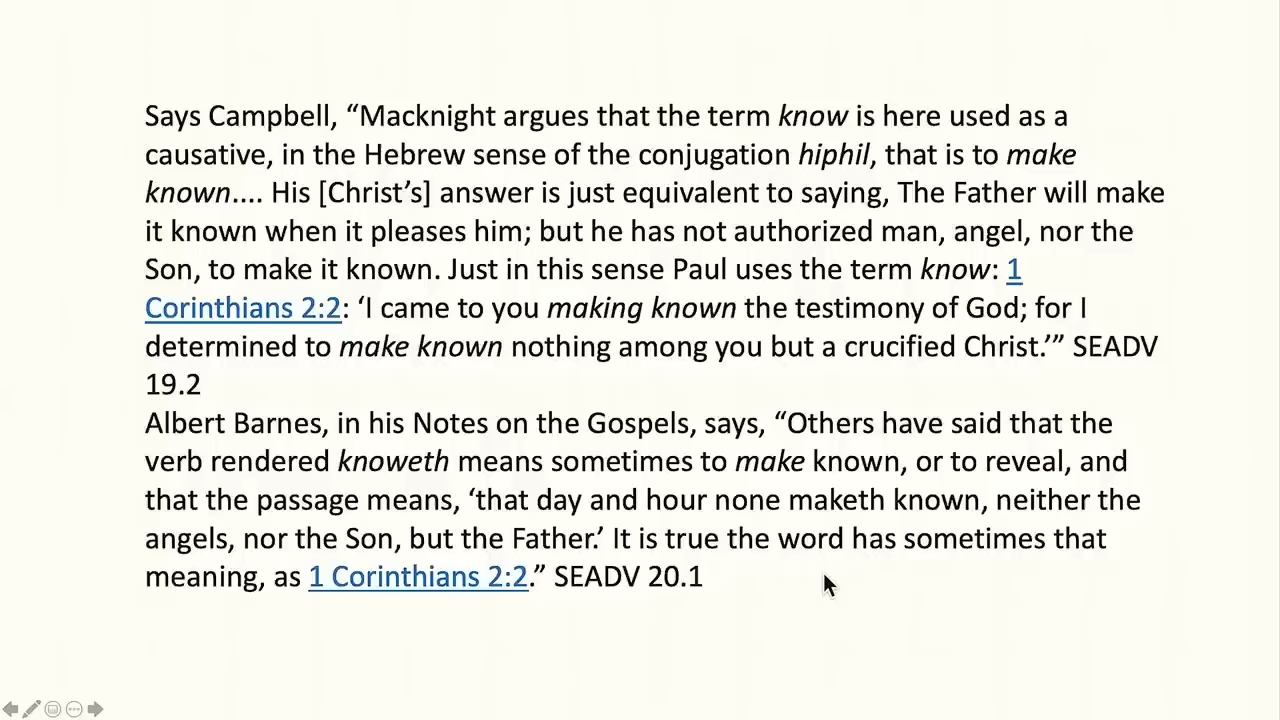 Says Campbell, “Macknight argues that the term know is here used as a
causative, in the Hebrew sense of the conjugation hiphil, that is to make
known.... His [Christ’s] answer is just equivalent to saying, The Father will make
it known when it pleases him; but he has not authorized man, angel, nor the
Son, to make it known. Just in this sense Paul uses the term know: 1
Corinthians 2:2: ‘I came to you making known the testimony of God; for I
determined to make known nothing among you but a crucified Christ.’” SEADV
19.2
Albert Barnes, in his Notes on the Gospels, says, “Others have said that the
verb rendered knoweth means sometimes to make known, or to reveal, and
that the passage means, ‘that day and hour none maketh known, neither the
angels, nor the Son, but the Father.’ It is true the word has sometimes that
meaning, as 1 Corinthians 2:2.” SEADV 20.1